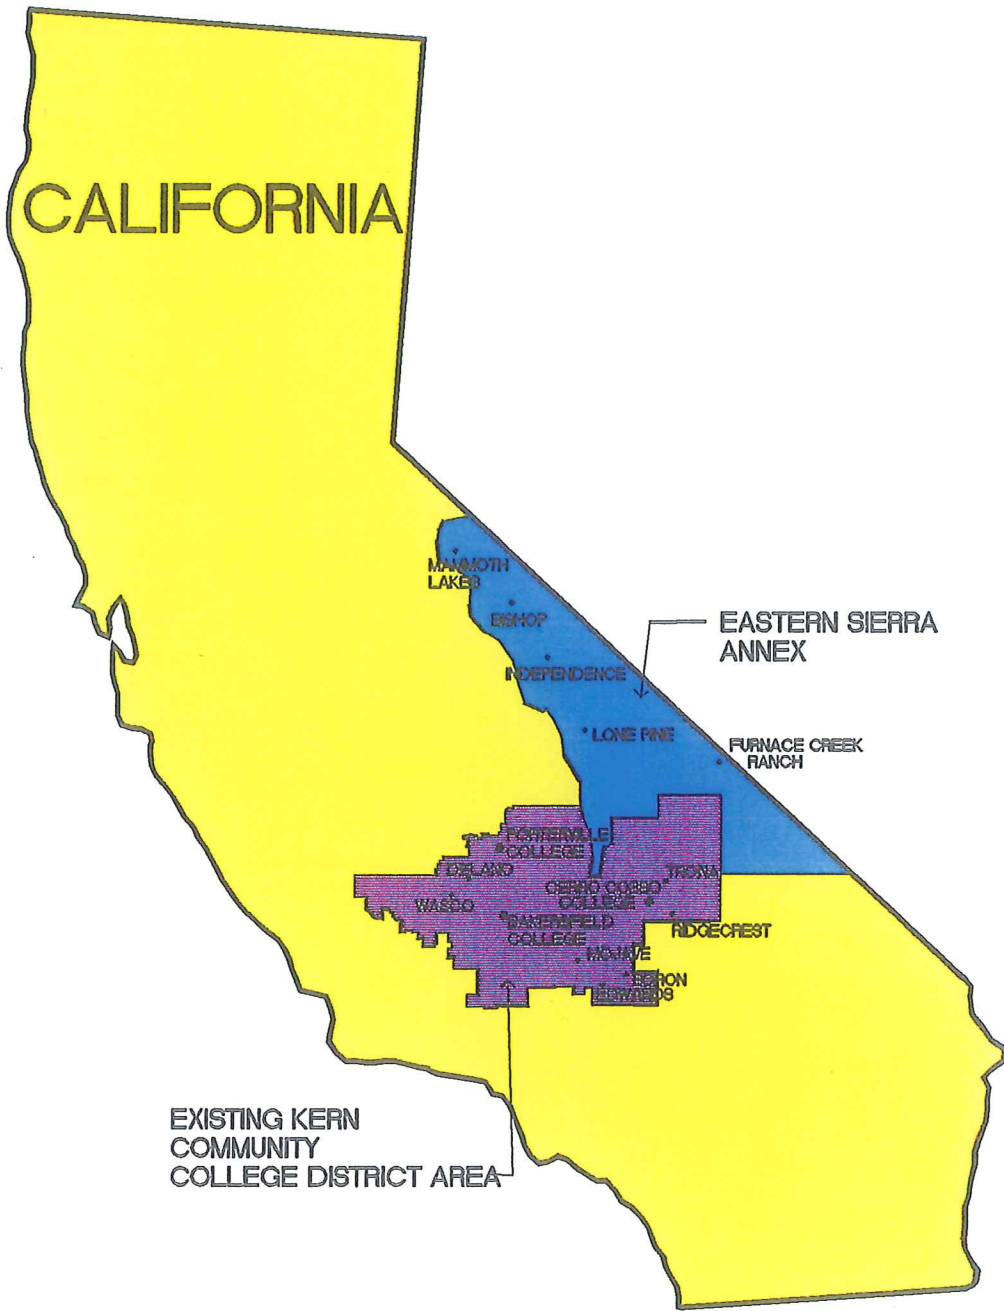 CALIFORNIA
MAMMOTH
LAKES
BISHOP
EASTERN SIERRA
ANNEX
INDEPENDENCE
LONE PINE
FURNACE CREEK
RANCH
PORTERVILLE
COLLEGE
DELANO
TRONA
CERRO COSSO
COLLEGE
WASCO
BAKERSFIELD
COLLEGE
RIDGECREST
MOJAVE
BORON
EDWARDS
EXISTING KERN
COMMUNITY
COLLEGE DISTRICT AREA